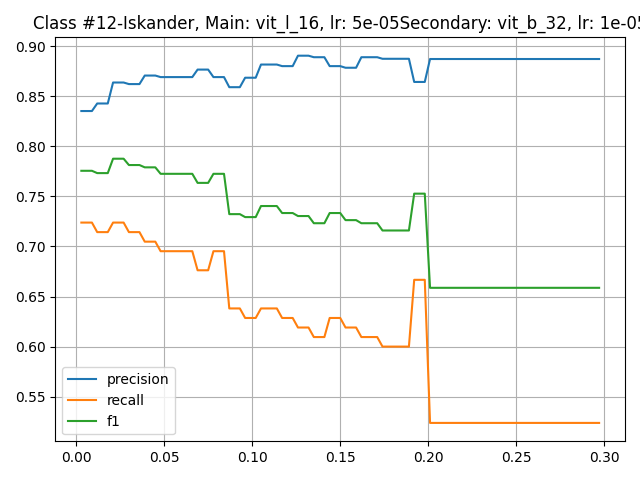 Class #12-Iskander, Main: vit_l_16, lr: 5e-05Secondary: vit_b_32, lr: 1e-05
0.90
0.85
0.80
0.75
0.70
0.65
0.60
0.55
precision
recall
f1
0.00 0.05 0.10 0.15 0.20 0.25 0.30